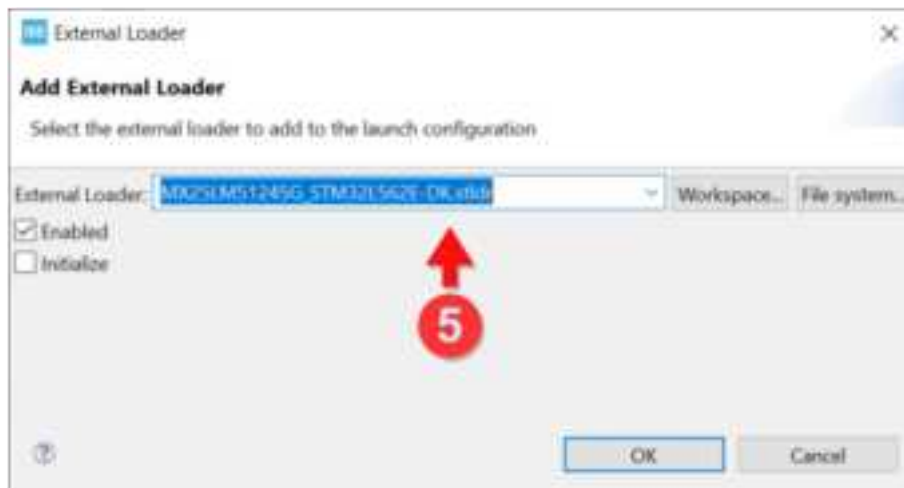 IDE External Loader
Add External Loader
Select the external loader to add to the launch configuration
External Loader: MX25LM51245G_STM32L562E-DK.stldr Workspace... File system...
Enabled
Initialize
5
OK Cancel